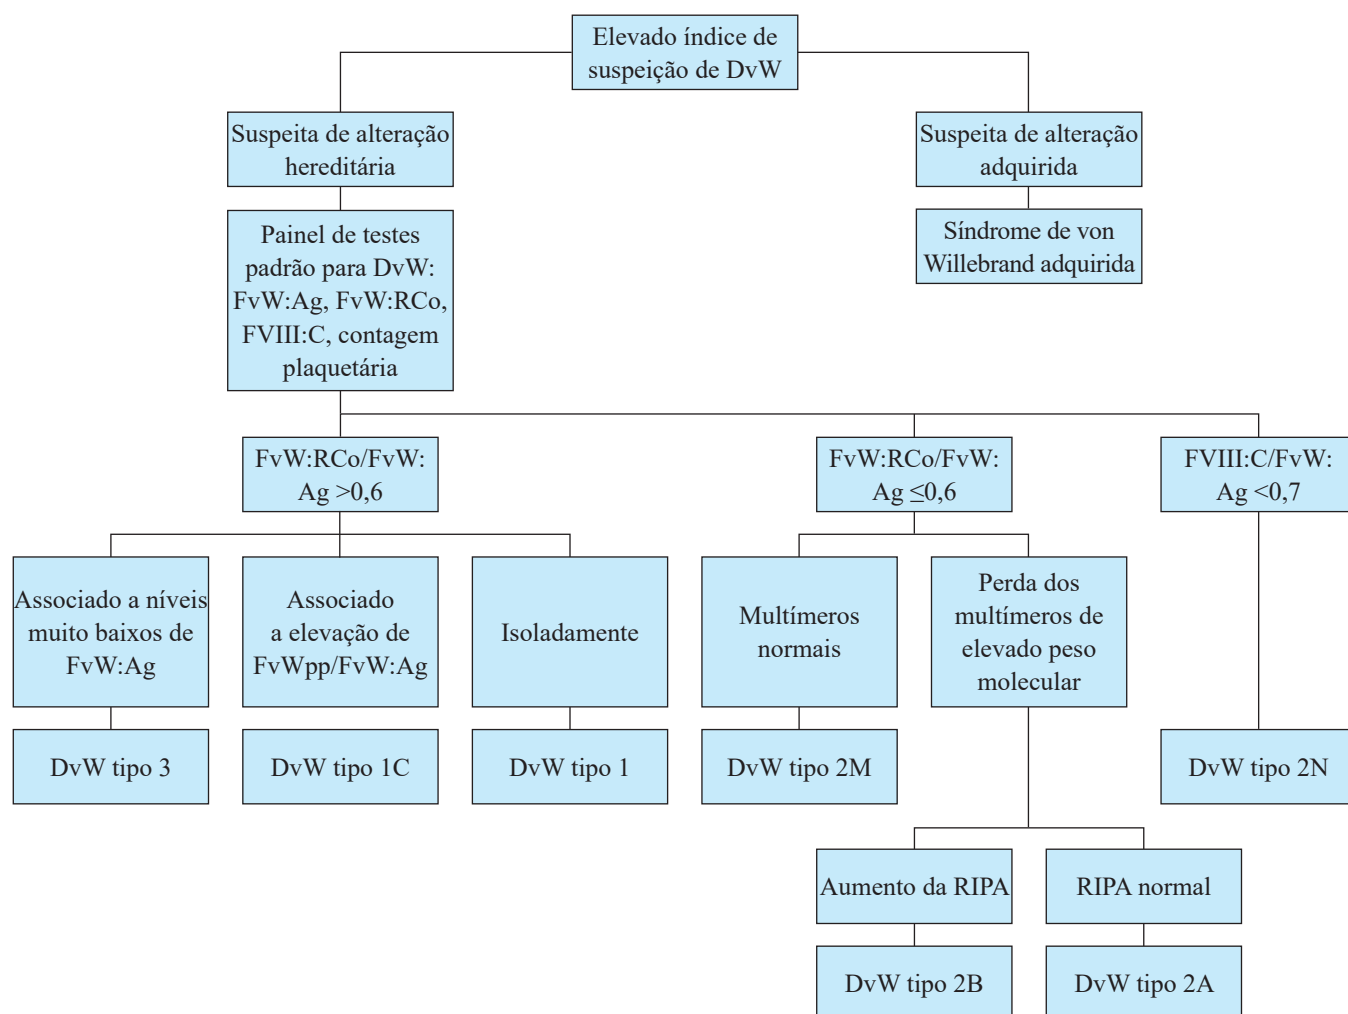 Elevado índice de
suspeição de DvW
Suspeita de alteração
hereditária
Suspeita de alteração
adquirida
Painel de testes
padrão para DvW:
FvW:Ag, FvW:RCo,
FVIII:C, contagem
plaquetária
Síndrome de von
Willebrand adquirida
FvW:RCo/FvW:
Ag >0,6
FvW:RCo/FvW:
Ag ≤0,6
FVIII:C/FvW:
Ag <0,7
Associado a níveis
muito baixos de
FvW:Ag
Associado
a elevação de
FvWpp/FvW:Ag
Isoladamente
Multímeros
normais
Perda dos
multímeros de
elevado peso
molecular
DvW tipo 3
DvW tipo 1C
DvW tipo 1
DvW tipo 2M
DvW tipo 2N
Aumento da RIPA
RIPA normal
DvW tipo 2B
DvW tipo 2A